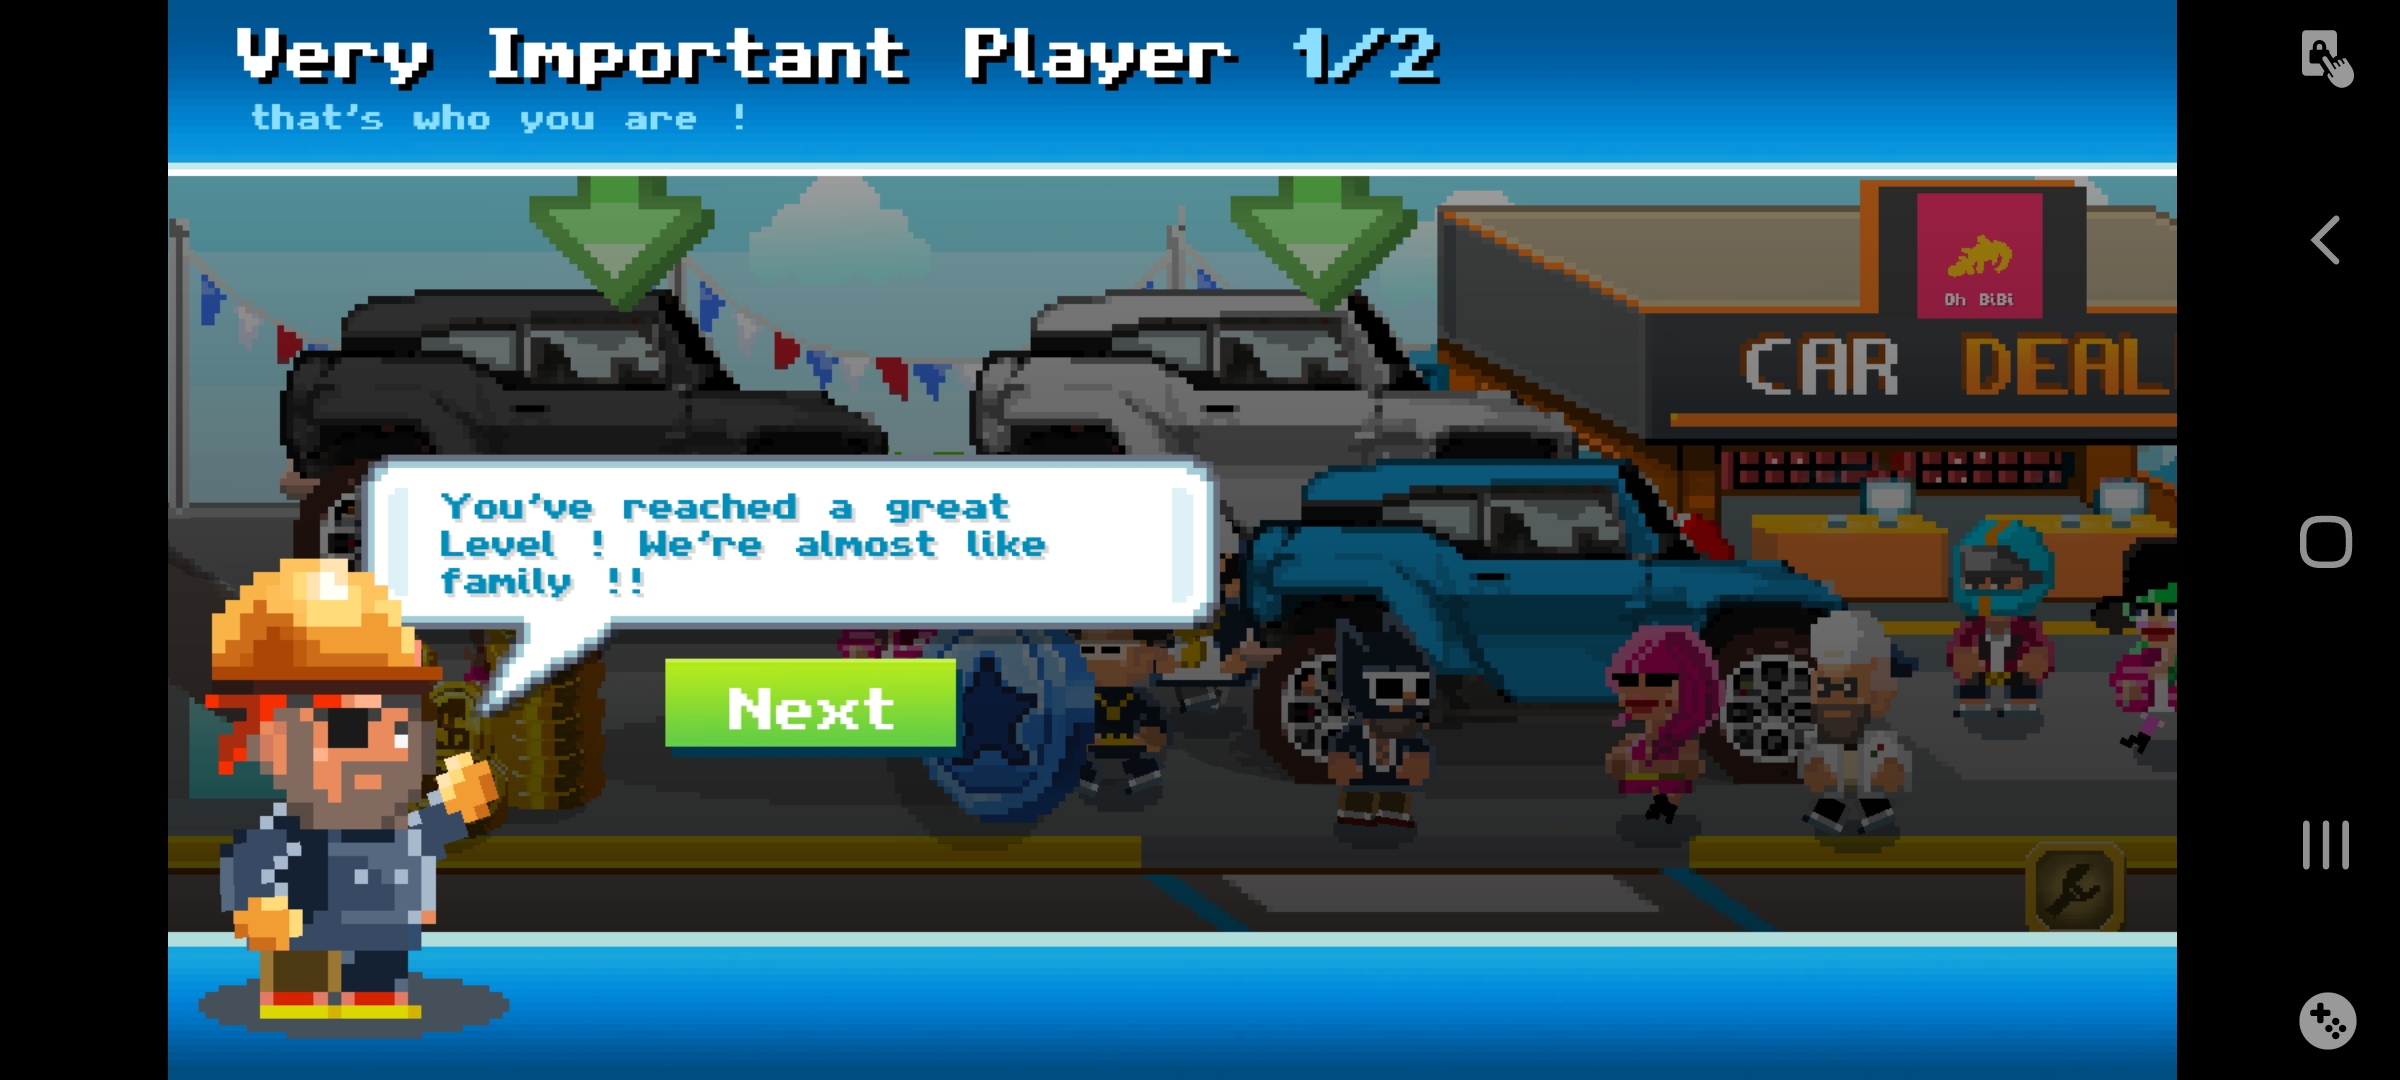 Very Important Player 1/2
that's who you are !
Oh BiBi
CAR DEAL
You've reached a great
Level ! We're almost like
family !!
Next